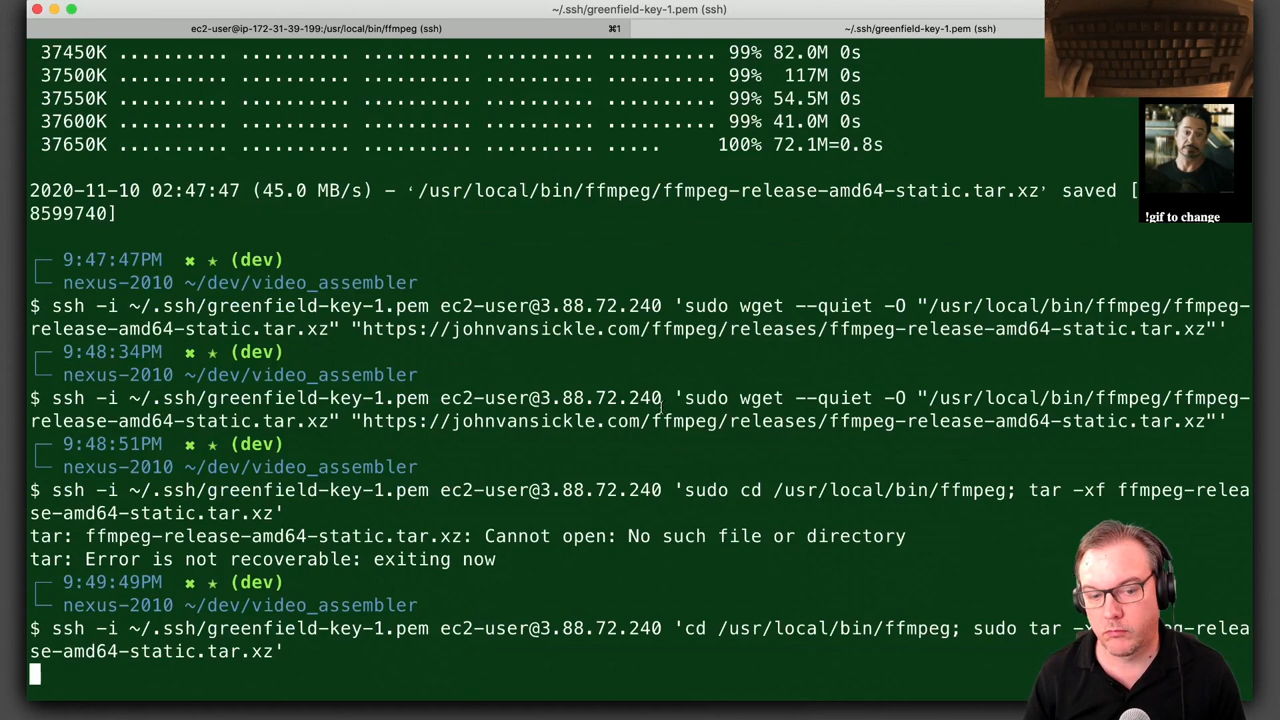 ~/.ssh/greenfield-key-1.pem (ssh)
ec2-user@ip-172-31-39-199:/usr/local/bin/ffmpeg (ssh) ⌘1 ~/.ssh/greenfield-key-1.pem (ssh)
37450K .......... .......... .......... .......... .......... 99% 82.0M 0s
37500K .......... .......... .......... .......... .......... 99% 117M 0s
37550K .......... .......... .......... .......... .......... 99% 54.5M 0s
37600K .......... .......... .......... .......... .......... 99% 41.0M 0s
37650K .......... .......... .......... .......... ..... 100% 72.1M=0.8s
2020-11-10 02:47:47 (45.0 MB/s) - ‘/usr/local/bin/ffmpeg/ffmpeg-release-amd64-static.tar.xz’ saved [
8599740]
!gif to change
9:47:47PM ✖ ★ (dev)
nexus-2010 ~/dev/video_assembler
$ ssh -i ~/.ssh/greenfield-key-1.pem ec2-user@3.88.72.240 'sudo wget --quiet -O "/usr/local/bin/ffmpeg/ffmpeg-
release-amd64-static.tar.xz" "https://johnvansickle.com/ffmpeg/releases/ffmpeg-release-amd64-static.tar.xz"'
9:48:34PM ✖ ★ (dev)
nexus-2010 ~/dev/video_assembler
$ ssh -i ~/.ssh/greenfield-key-1.pem ec2-user@3.88.72.240 'sudo wget --quiet -O "/usr/local/bin/ffmpeg/ffmpeg-
release-amd64-static.tar.xz" "https://johnvansickle.com/ffmpeg/releases/ffmpeg-release-amd64-static.tar.xz"'
9:48:51PM ✖ ★ (dev)
nexus-2010 ~/dev/video_assembler
$ ssh -i ~/.ssh/greenfield-key-1.pem ec2-user@3.88.72.240 'sudo cd /usr/local/bin/ffmpeg; tar -xf ffmpeg-relea
se-amd64-static.tar.xz'
tar: ffmpeg-release-amd64-static.tar.xz: Cannot open: No such file or directory
tar: Error is not recoverable: exiting now
9:49:49PM ✖ ★ (dev)
nexus-2010 ~/dev/video_assembler
$ ssh -i ~/.ssh/greenfield-key-1.pem ec2-user@3.88.72.240 'cd /usr/local/bin/ffmpeg; sudo tar -relea
se-amd64-static.tar.xz'